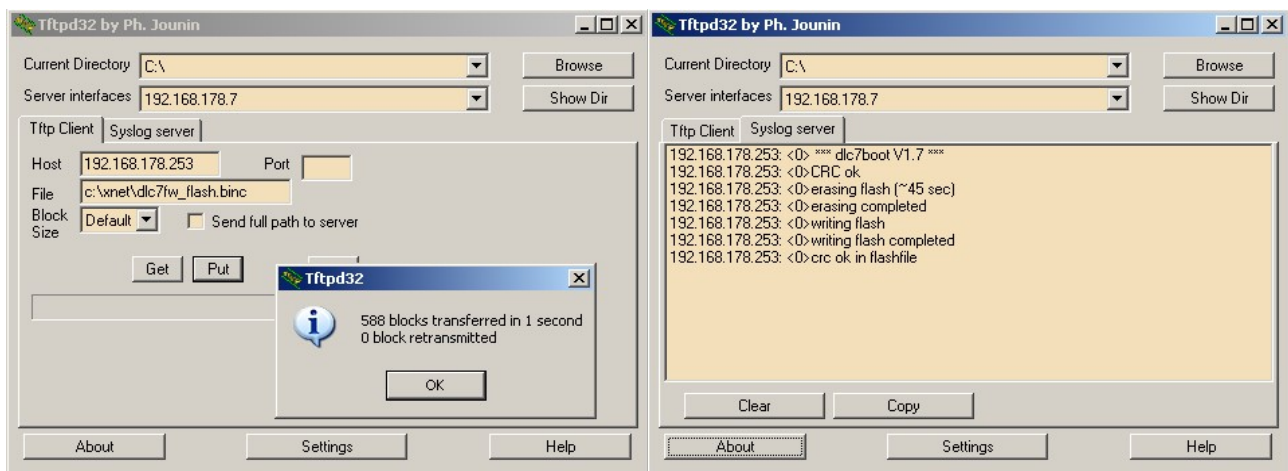 Tftpd32 by Ph. Jounin
Current Directory C:\ Browse
Server interfaces 192.168.178.7 Show Dir
Tftp Client Syslog server
Host 192.168.178.253 Port
File c:\xnet\dlc7fw_flash.binc
Block Size Default Send full path to server
Get Put
Tftpd32
588 blocks transferred in 1 second
0 block retransmitted
OK
About Settings Help
Tftpd32 by Ph. Jounin
Current Directory C:\ Browse
Server interfaces 192.168.178.7 Show Dir
Tftp Client Syslog server
192.168.178.253: <0> *** dlc7boot V1.7 ***
192.168.178.253: <0>CRC ok
192.168.178.253: <0>erasing flash (~45 sec)
192.168.178.253: <0>erasing completed
192.168.178.253: <0>writing flash
192.168.178.253: <0>writing flash completed
192.168.178.253: <0>crc ok in flashfile
Clear Copy
About Settings Help